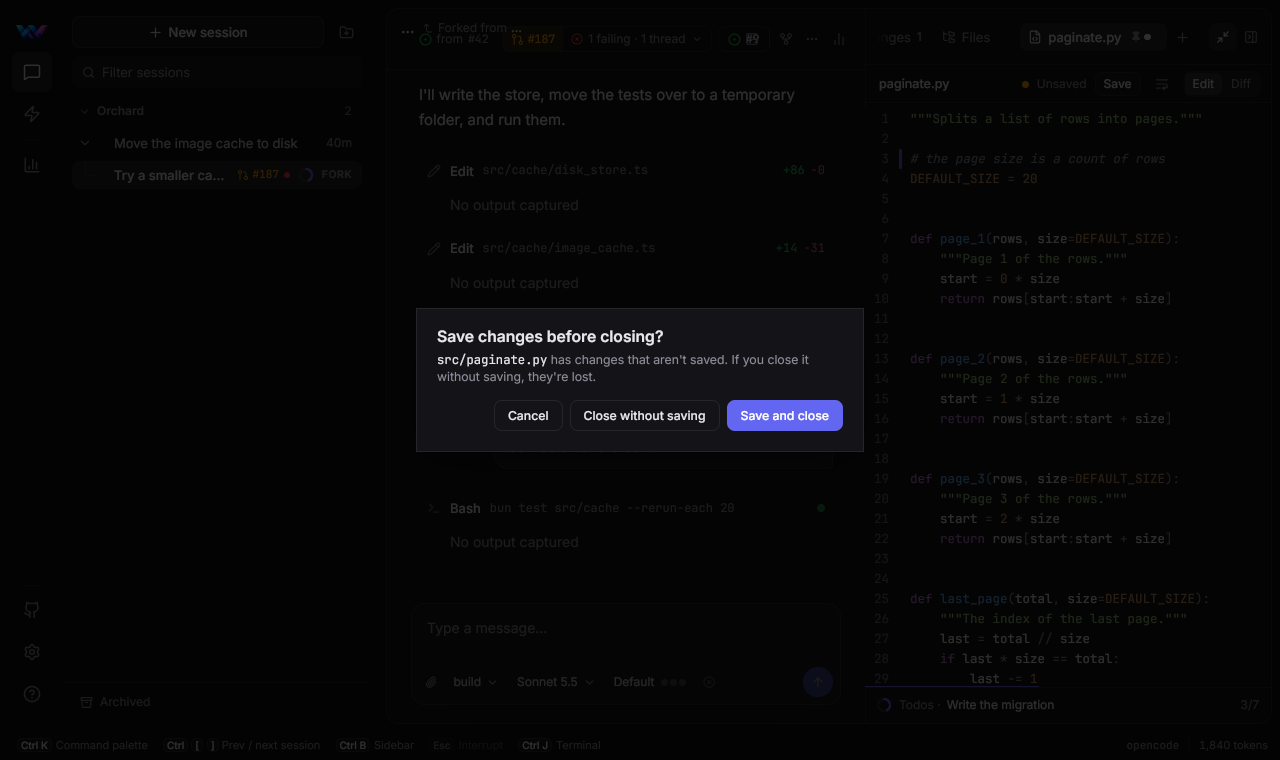 New session
Filter sessions
Orchard 2
Move the image cache to disk 40m
Try a smaller ca... #187 FORK
Archived
Forked from ...
from #42 #187 1 failing · 1 thread
I'll write the store, move the tests over to a temporary
folder, and run them.
Edit src/cache/disk_store.ts +86 -0
No output captured
Edit src/cache/image_cache.ts +14 -31
No output captured
Save changes before closing?
src/paginate.py has changes that aren't saved. If you close it
without saving, they're lost.
Cancel Close without saving Save and close
Bash bun test src/cache --rerun-each 20
No output captured
Type a message...
build Sonnet 5.5 Default
nges 1 Files paginate.py
paginate.py Unsaved Save Edit Diff
1 """Splits a list of rows into pages."""
2
3 # the page size is a count of rows
4 DEFAULT_SIZE = 20
5
6
7 def page_1(rows, size=DEFAULT_SIZE):
8 """Page 1 of the rows."""
9 start = 0 * size
10 return rows[start:start + size]
11
12
13 def page_2(rows, size=DEFAULT_SIZE):
14 """Page 2 of the rows."""
15 start = 1 * size
16 return rows[start:start + size]
17
18
19 def page_3(rows, size=DEFAULT_SIZE):
20 """Page 3 of the rows."""
21 start = 2 * size
22 return rows[start:start + size]
23
24
25 def last_page(total, size=DEFAULT_SIZE):
26 """The index of the last page."""
27 last = total // size
28 if last * size == total:
29 last -= 1
Todos · Write the migration 3/7
Ctrl K Command palette Ctrl [ ] Prev / next session Ctrl B Sidebar Esc Interrupt Ctrl J Terminal opencode 1,840 tokens